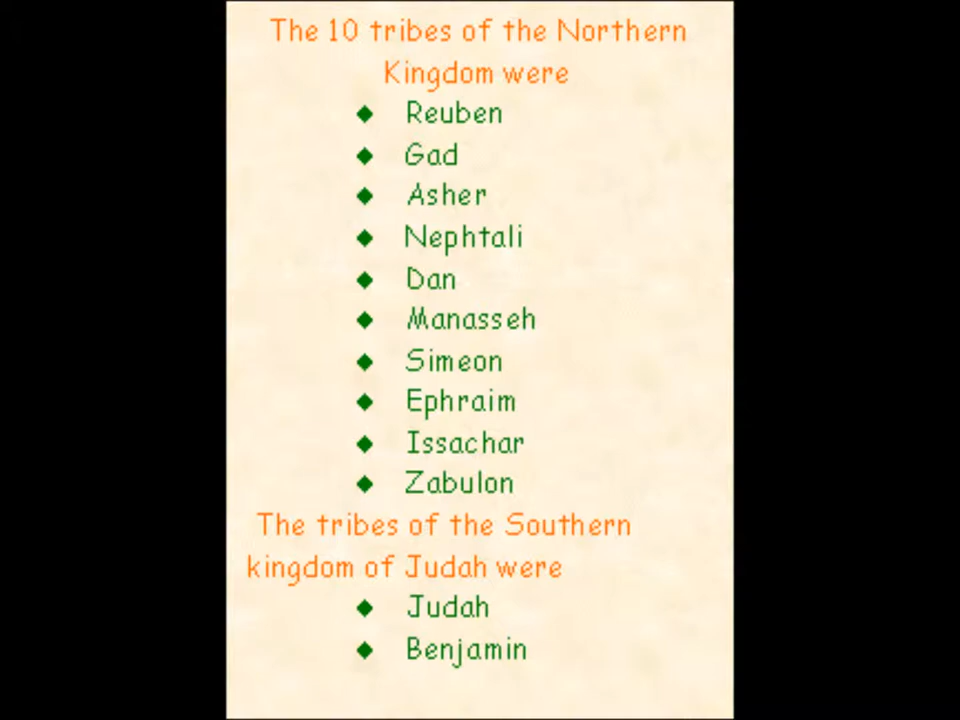 The 10 tribes of the Northern
Kingdom were
◆ Reuben
◆ Gad
◆ Asher
◆ Nephtali
◆ Dan
◆ Manasseh
◆ Simeon
◆ Ephraim
◆ Issachar
◆ Zabulon
The tribes of the Southern
kingdom of Judah were
◆ Judah
◆ Benjamin